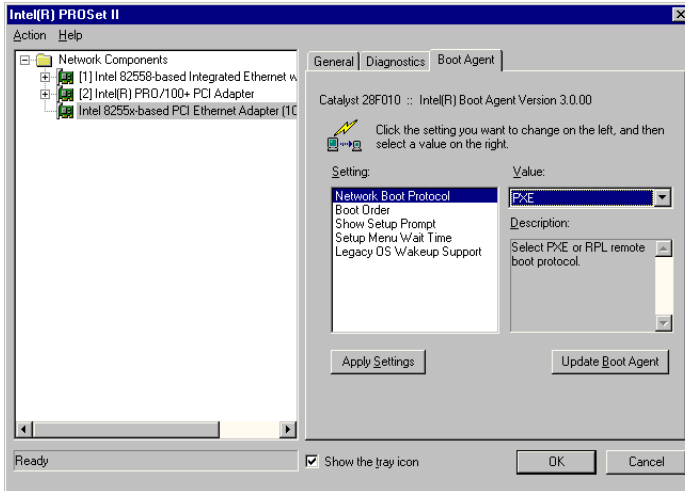 Intel(R) PROSet II
Action Help
Network Components
[1] Intel 82558-based Integrated Ethernet w
[2] Intel(R) PRO/100+ PCI Adapter
Intel 8255x-based PCI Ethernet Adapter (10
General
Diagnostics
Boot Agent
Catalyst 28F010 :: Intel(R) Boot Agent Version 3.0.00
Click the setting you want to change on the left, and then
select a value on the right.
Setting:
Network Boot Protocol
Boot Order
Show Setup Prompt
Setup Menu Wait Time
Legacy OS Wakeup Support
Value:
PXE
Description:
Select PXE or RPL remote
boot protocol.
Apply Settings
Update Boot Agent
Ready
Show the tray icon
OK
Cancel